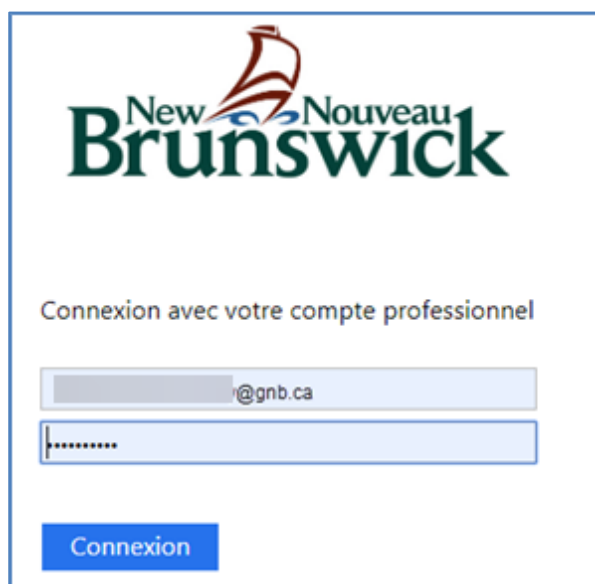 New Nouveau
Brunswick
Connexion avec votre compte professionnel
@gnb.ca
Connexion